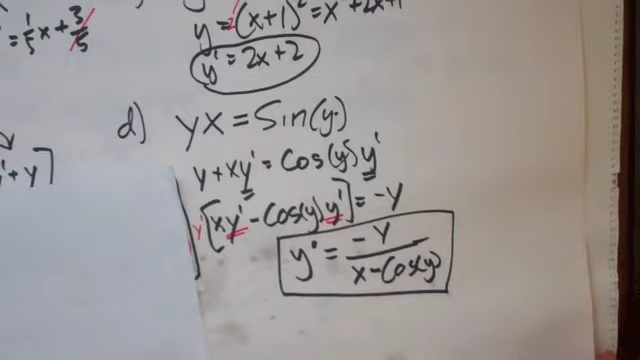 y = (x+1)² = x² + 2x+1
' = 1/5 x + 3/5
y' = 2x+2
d) yx = Sin(y)
'+ y]
y + xy' = Cos(y) y'
y' [xy' - Cos(y) y'] = -y
y' = -y / x - Cos(y)